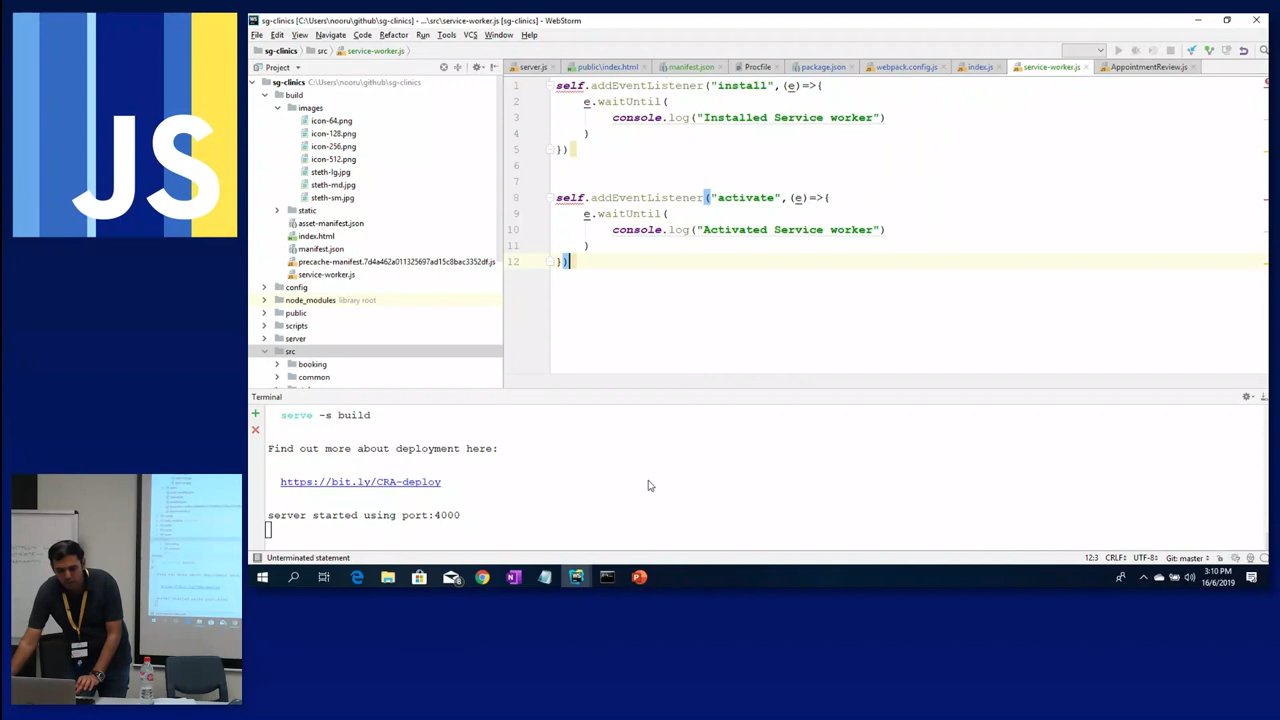 JS
WS sg-clinics [C:\Users\nooru\github\sg-clinics] - ...\src\service-worker.js [sg-clinics] - WebStorm
File Edit View Navigate Code Refactor Run Tools VCS Window Help
sg-clinics src service-worker.js
Project
server.js public\index.html manifest.json Procfile package.json webpack.config.js index.js service-worker.js AppointmentReview.js
sg-clinics C:\Users\nooru\github\sg-clinics
build
images
icon-64.png
icon-128.png
icon-256.png
icon-512.png
steth-lg.jpg
steth-md.jpg
steth-sm.jpg
static
asset-manifest.json
index.html
manifest.json
precache-manifest.7d4a462a011325697ad15c8bac3352df.js
service-worker.js
config
node_modules library root
public
scripts
server
src
booking
common
1 self.addEventListener("install",(e)=>{
2 e.waitUntil(
3 console.log("Installed Service worker")
4 )
5 })
6
7
8 self.addEventListener("activate",(e)=>{
9 e.waitUntil(
10 console.log("Activated Service worker")
11 )
12 })
Terminal
serve -s build
Find out more about deployment here:
https://bit.ly/CRA-deploy
server started using port:4000
Unterminated statement 12:3 CRLF÷ UTF-8÷ Git: master÷
3:10 PM
16/6/2019